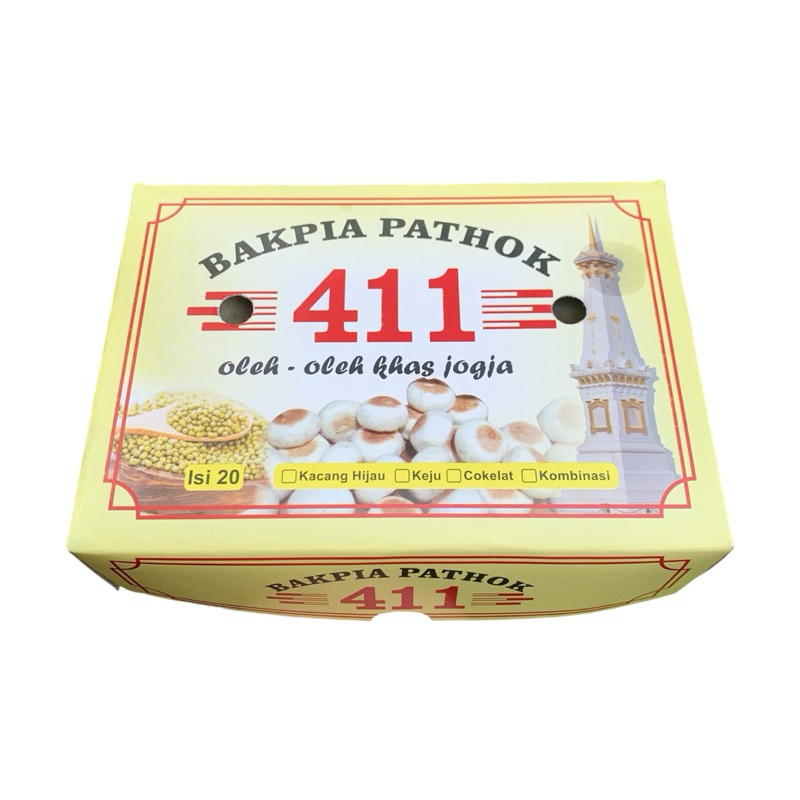 BAKPIA PATHOK
411
oleh - oleh khas jogja
Isi 20
Kacang Hijau Keju Cokelat Kombinasi
BAKPIA PATHOK
411